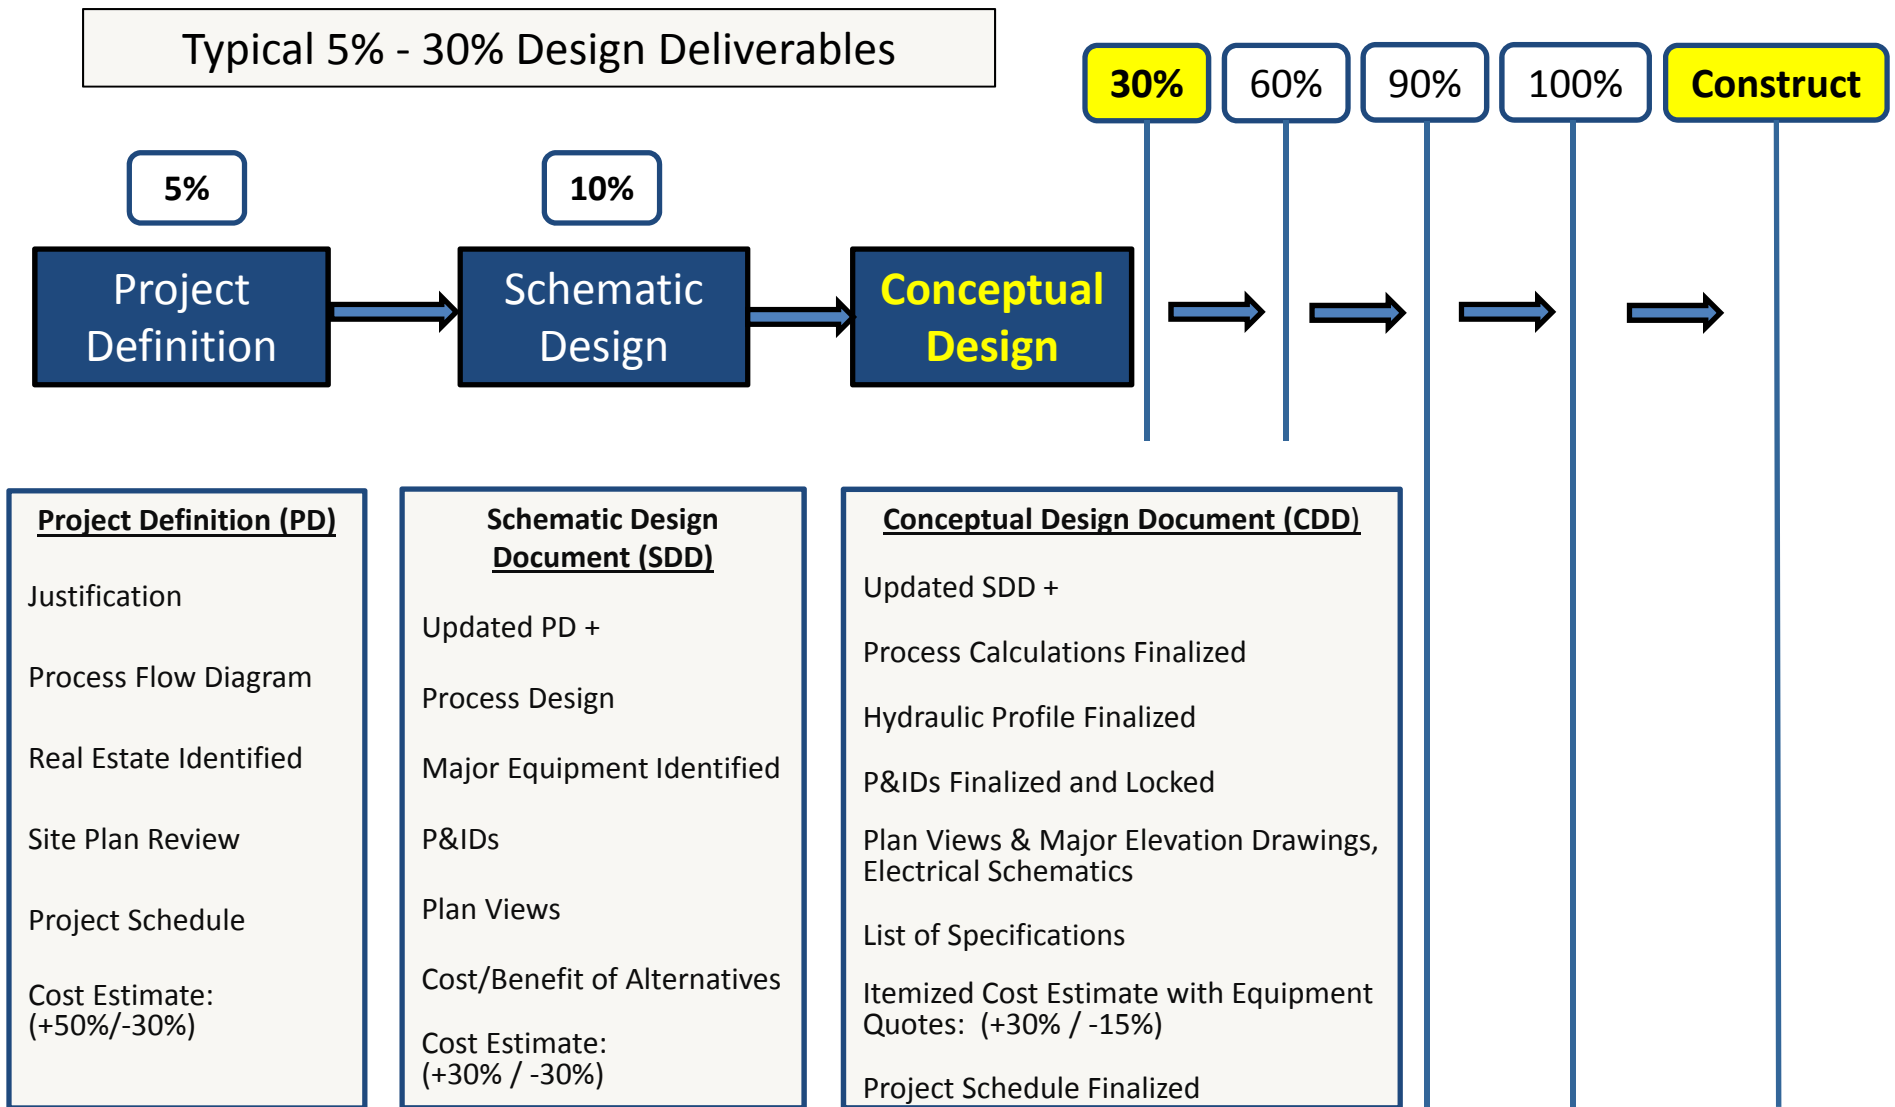 Typical 5% - 30% Design Deliverables
30%
60%
90%
100%
Construct
5%
10%
Project
Definition
Schematic
Design
Conceptual
Design
Project Definition (PD)
Justification
Process Flow Diagram
Real Estate Identified
Site Plan Review
Project Schedule
Cost Estimate:
(+50%/-30%)
Schematic Design
Document (SDD)
Updated PD +
Process Design
Major Equipment Identified
P&IDs
Plan Views
Cost/Benefit of Alternatives
Cost Estimate:
(+30% / -30%)
Conceptual Design Document (CDD)
Updated SDD +
Process Calculations Finalized
Hydraulic Profile Finalized
P&IDs Finalized and Locked
Plan Views & Major Elevation Drawings,
Electrical Schematics
List of Specifications
Itemized Cost Estimate with Equipment
Quotes:  (+30% / -15%)
Project Schedule Finalized